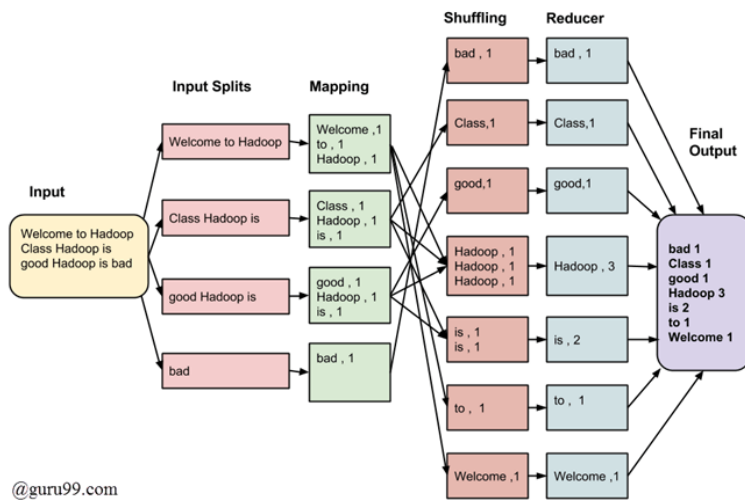 Shuffling
Reducer
Input Splits
Mapping
Input
Final
Output
Welcome to Hadoop
Class Hadoop is
good Hadoop is bad
Welcome to Hadoop
Class Hadoop is
good Hadoop is
bad
Welcome ,1
to , 1
Hadoop , 1
Class , 1
Hadoop , 1
is , 1
good , 1
Hadoop , 1
is , 1
bad , 1
bad , 1
Class,1
good,1
Hadoop , 1
Hadoop , 1
Hadoop , 1
is , 1
is , 1
to , 1
Welcome ,1
bad , 1
Class,1
good,1
Hadoop , 3
is , 2
to , 1
Welcome ,1
bad 1
Class 1
good 1
Hadoop 3
is 2
to 1
Welcome 1
@guru99.com